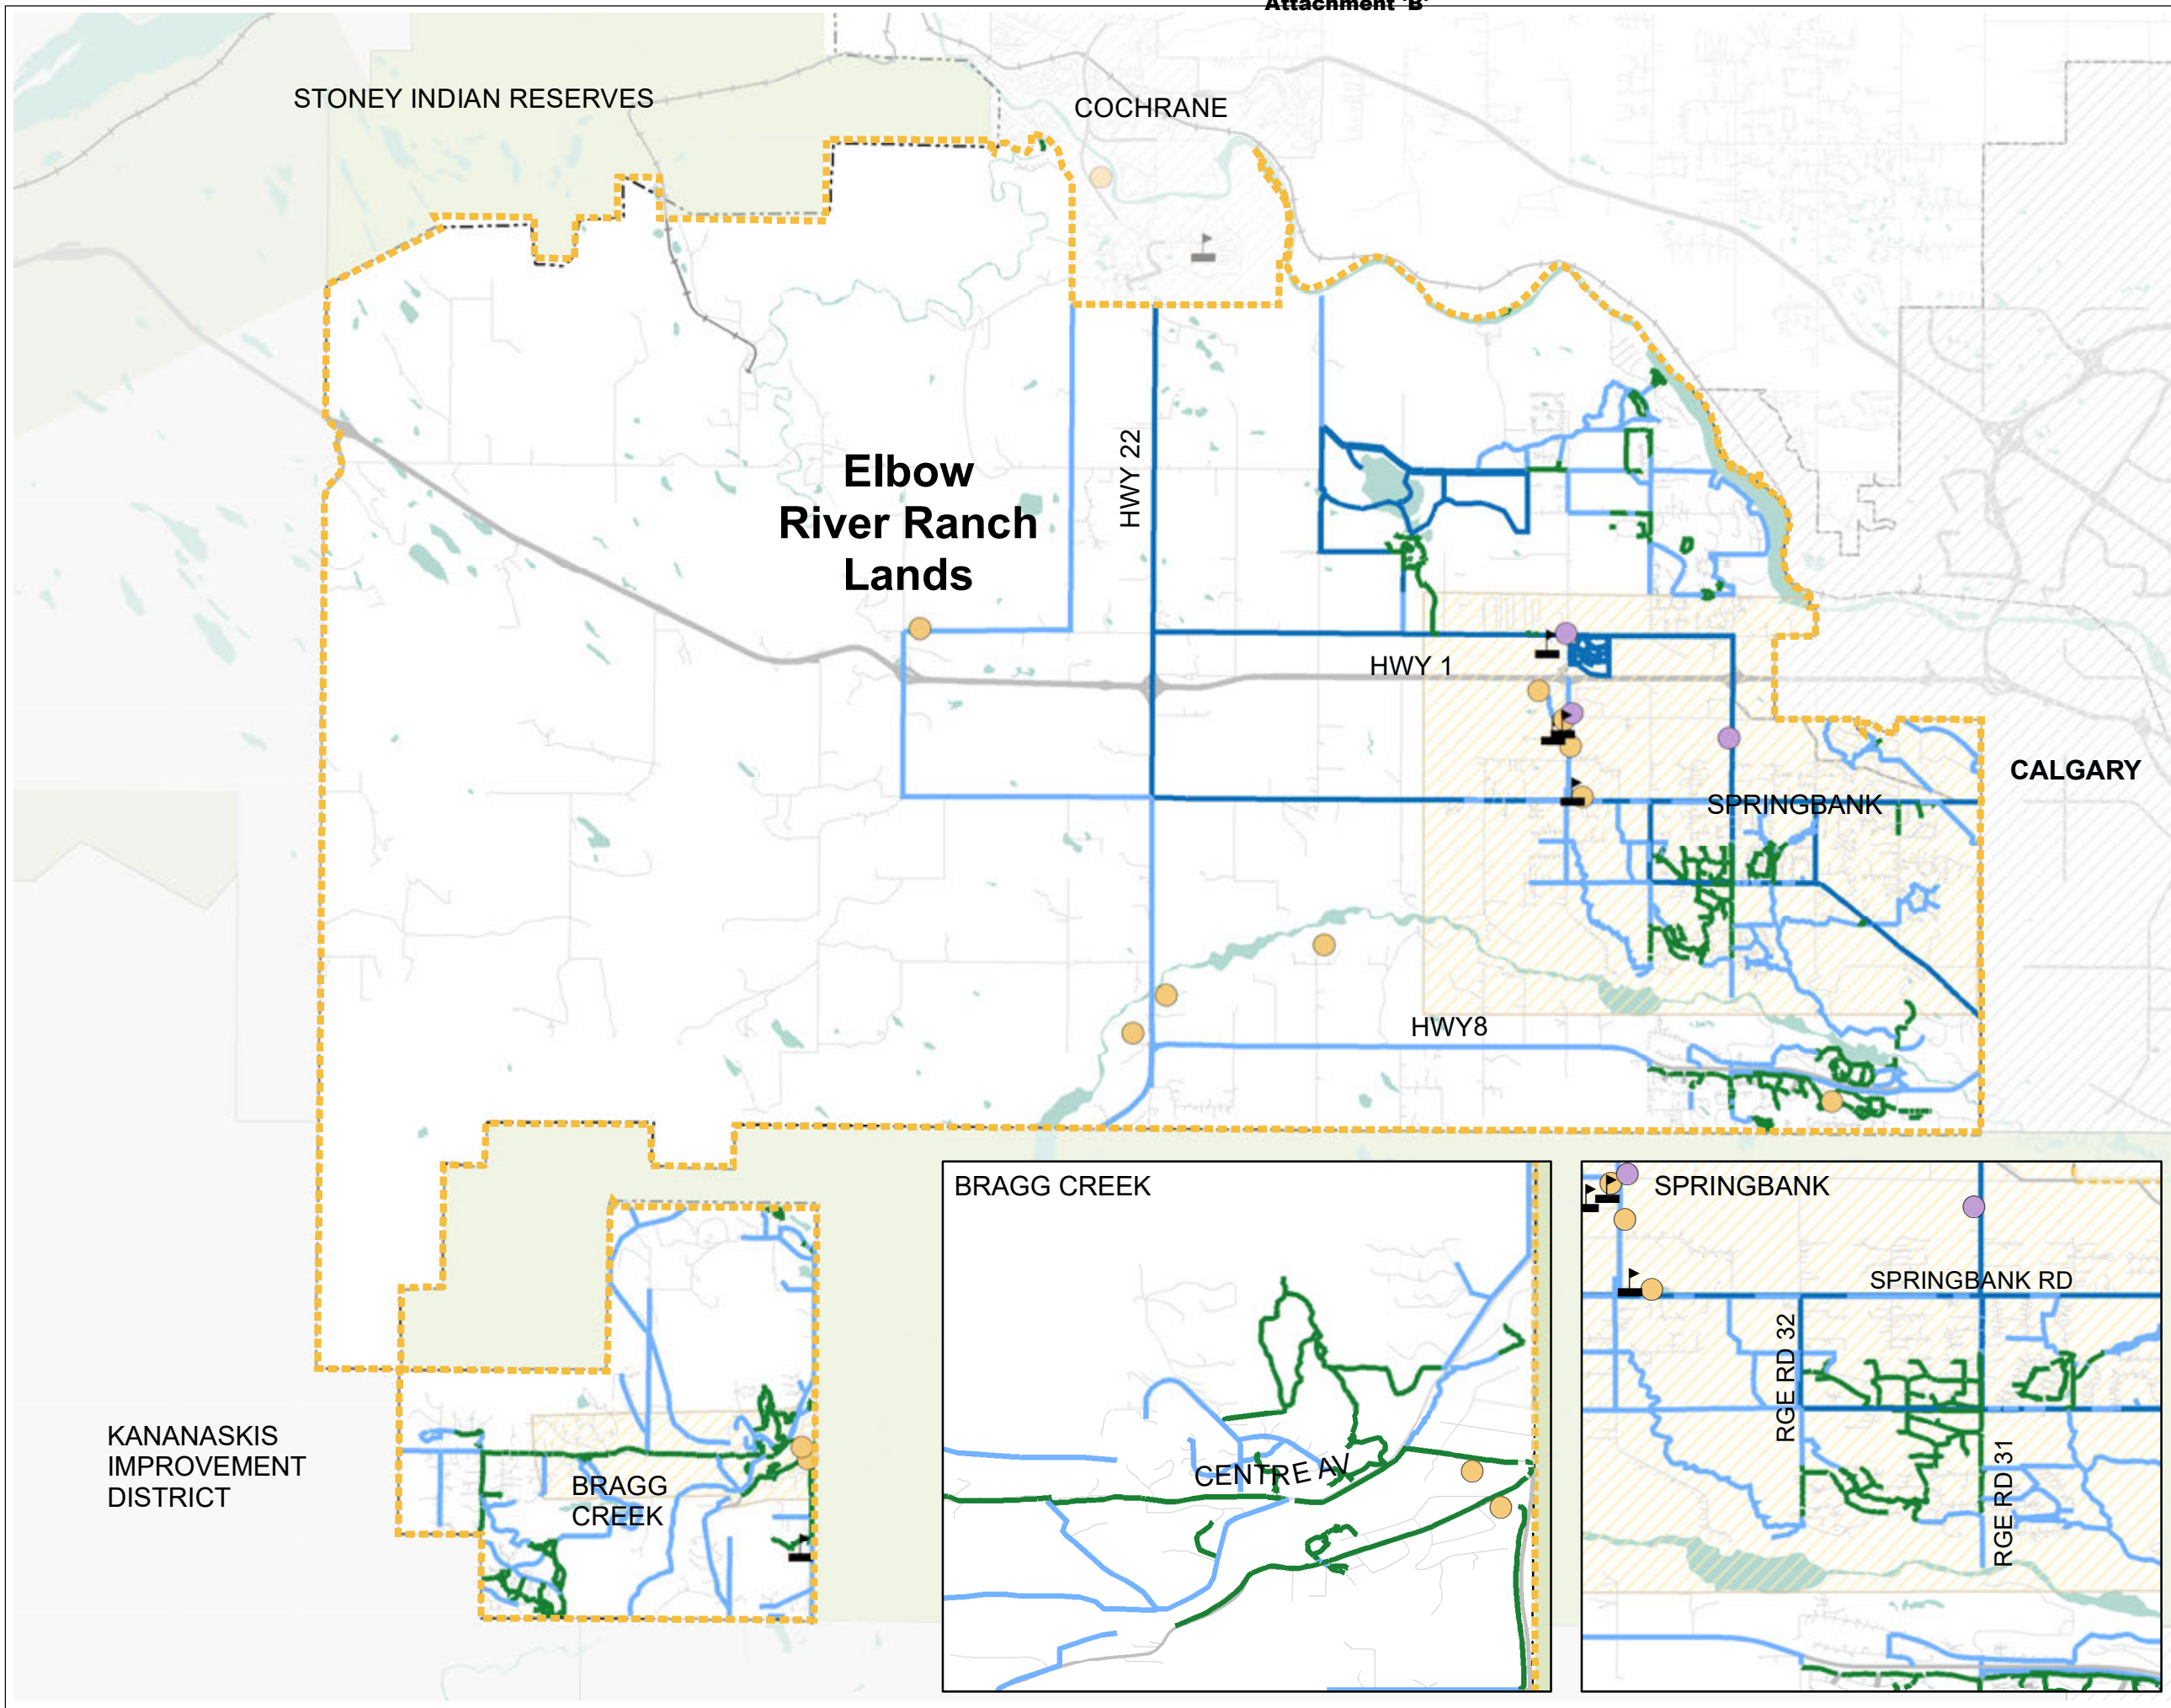 Attachment 'B'
STONEY INDIAN RESERVES
COCHRANE
HWY 22
Elbow
River Ranch
Lands
HWY 1
CALGARY
SPRINGBANK
HWY8
BRAGG CREEK
SPRINGBANK
SPRINGBANK RD
RGE RD 32
RGE RD 31
CENTRE AV
KANANASKIS
IMPROVEMENT
DISTRICT
BRAGG
CREEK